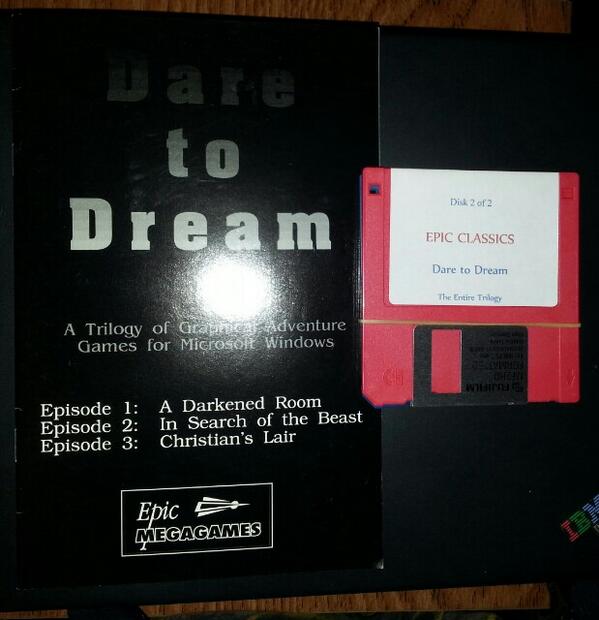 Dare
to
Dream
A Trilogy of Graphical Adventure
Games for Microsoft Windows
Episode 1: A Darkened Room
Episode 2: In Search of the Beast
Episode 3: Christian's Lair
Epic
MEGAGAMES
Disk 2 of 2
EPIC CLASSICS
Dare to Dream
The Entire Trilogy
FUJIFILM
MF2HD
FORMATTED
IBM